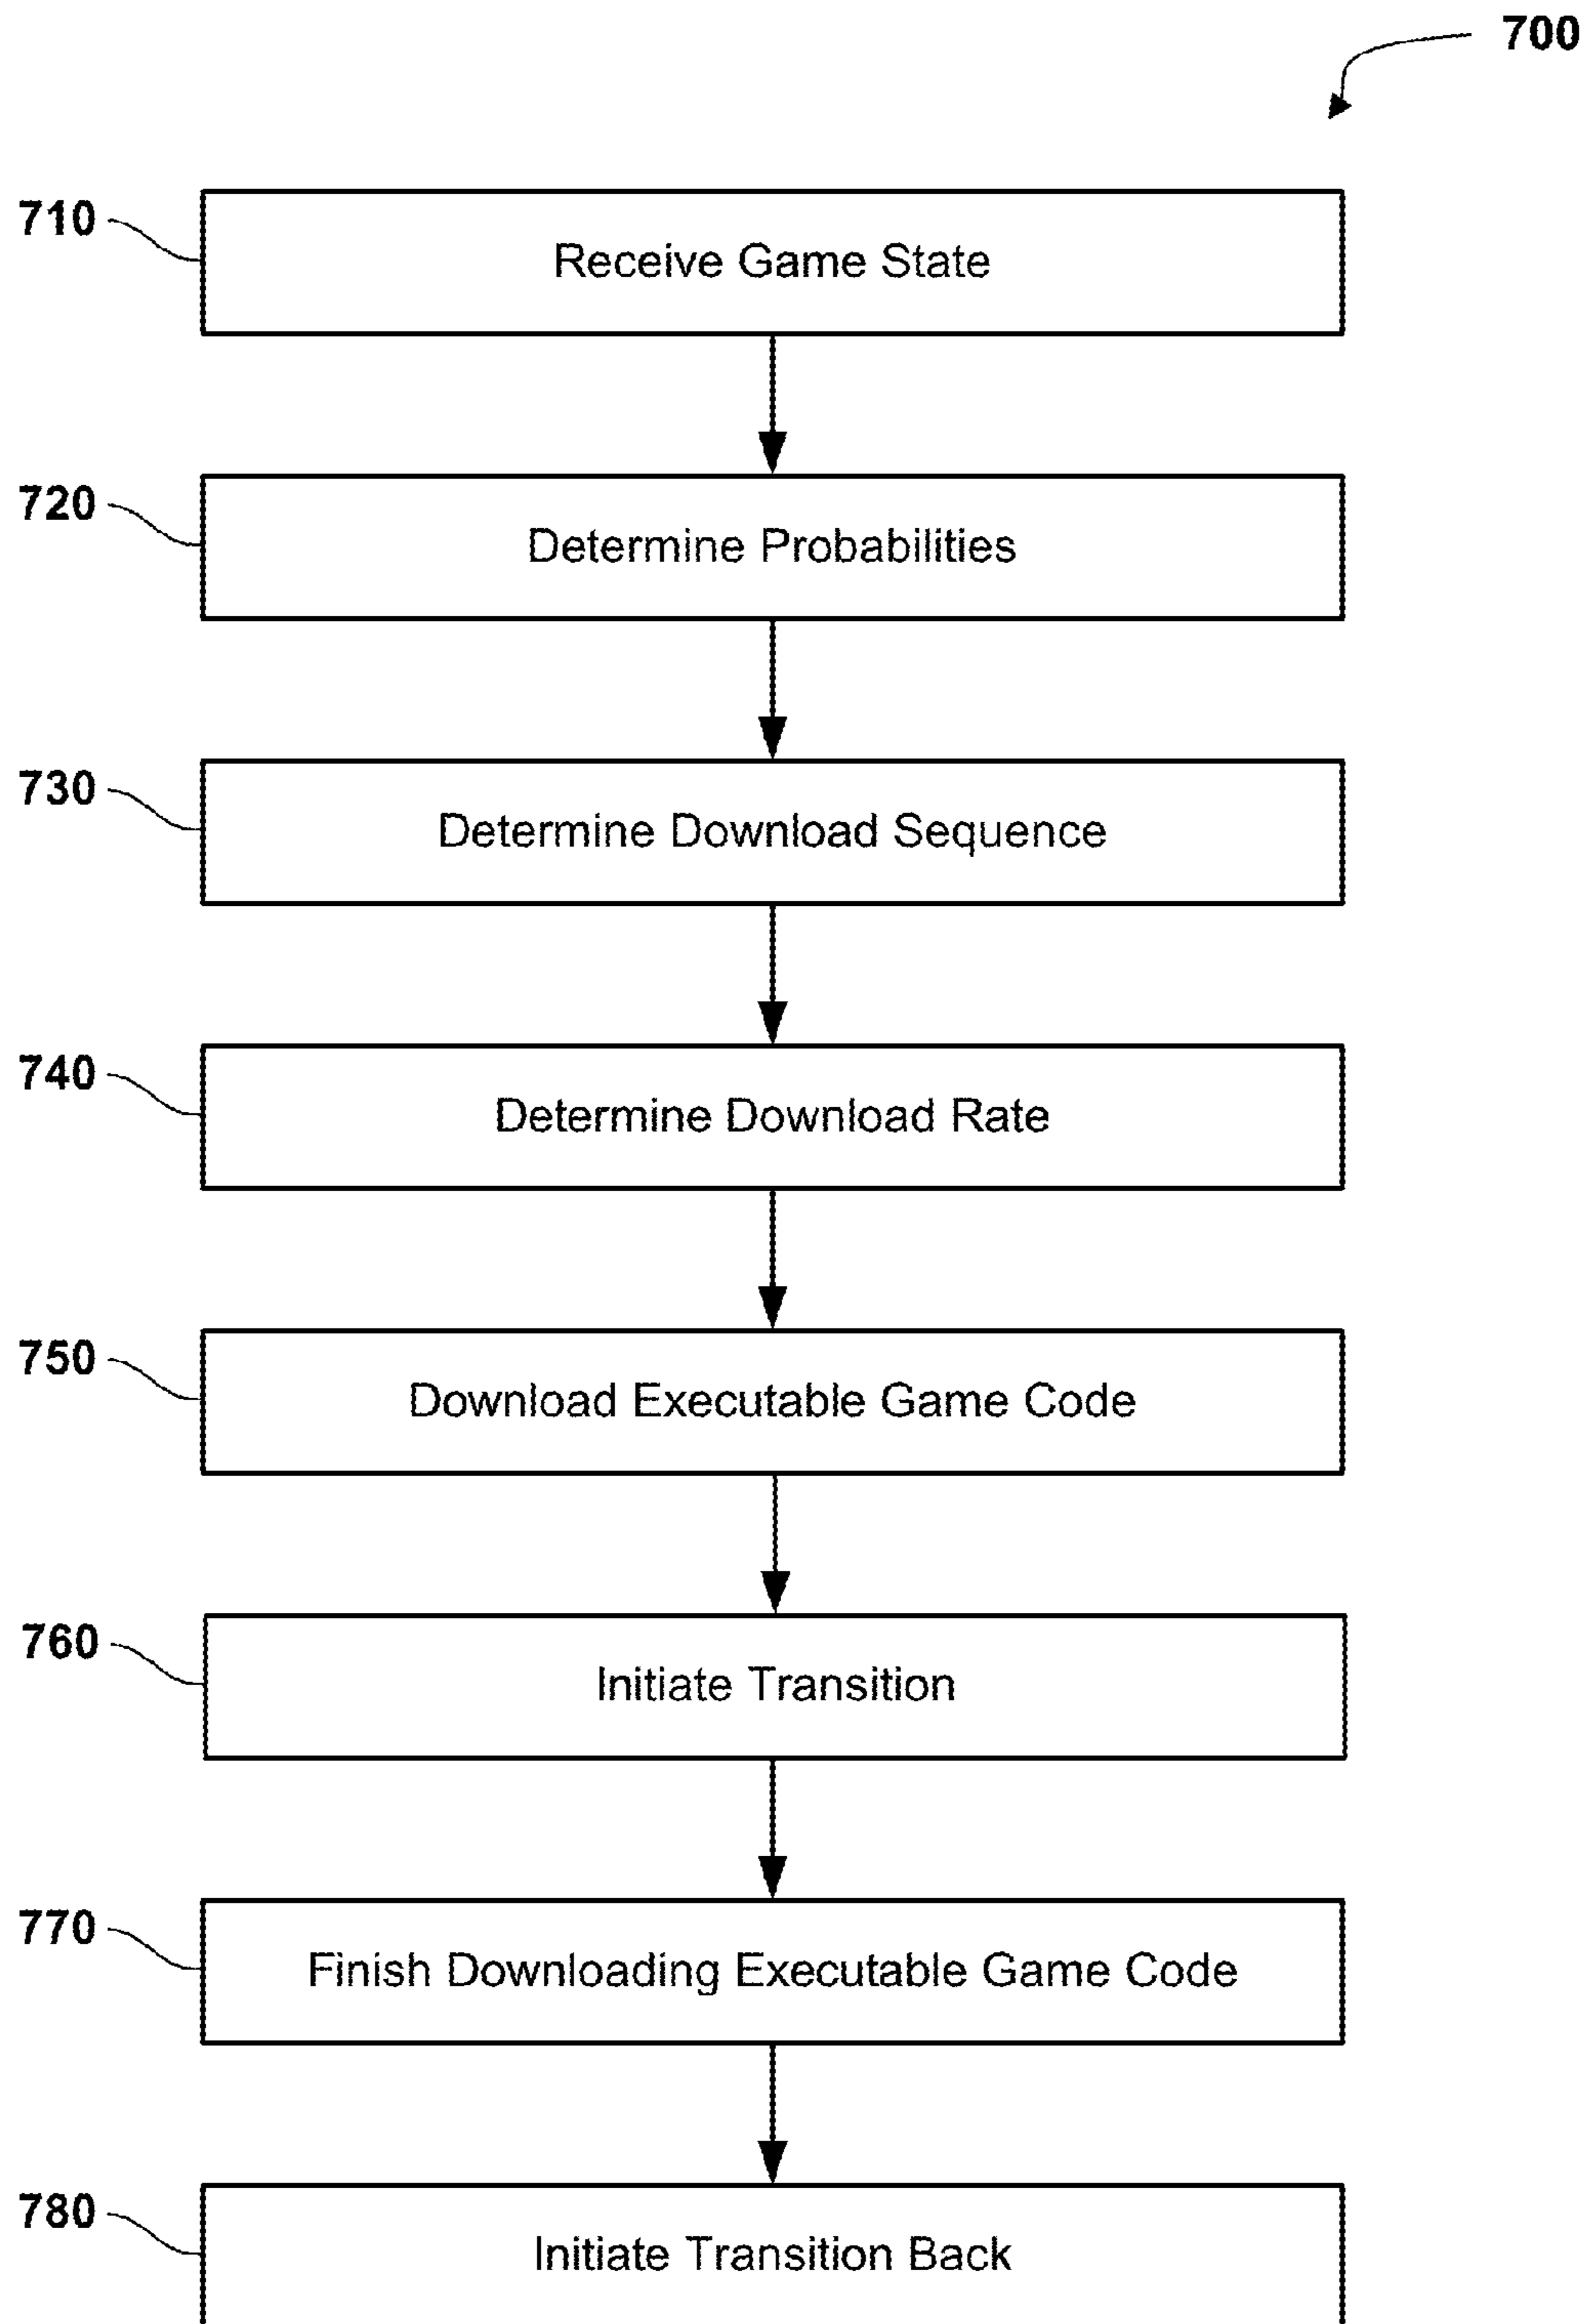 700
710
Receive Game State
720
Determine Probabilities
730
Determine Download Sequence
740
Determine Download Rate
750
Download Executable Game Code
760
Initiate Transition
770
Finish Downloading Executable Game Code
780
Initiate Transition Back